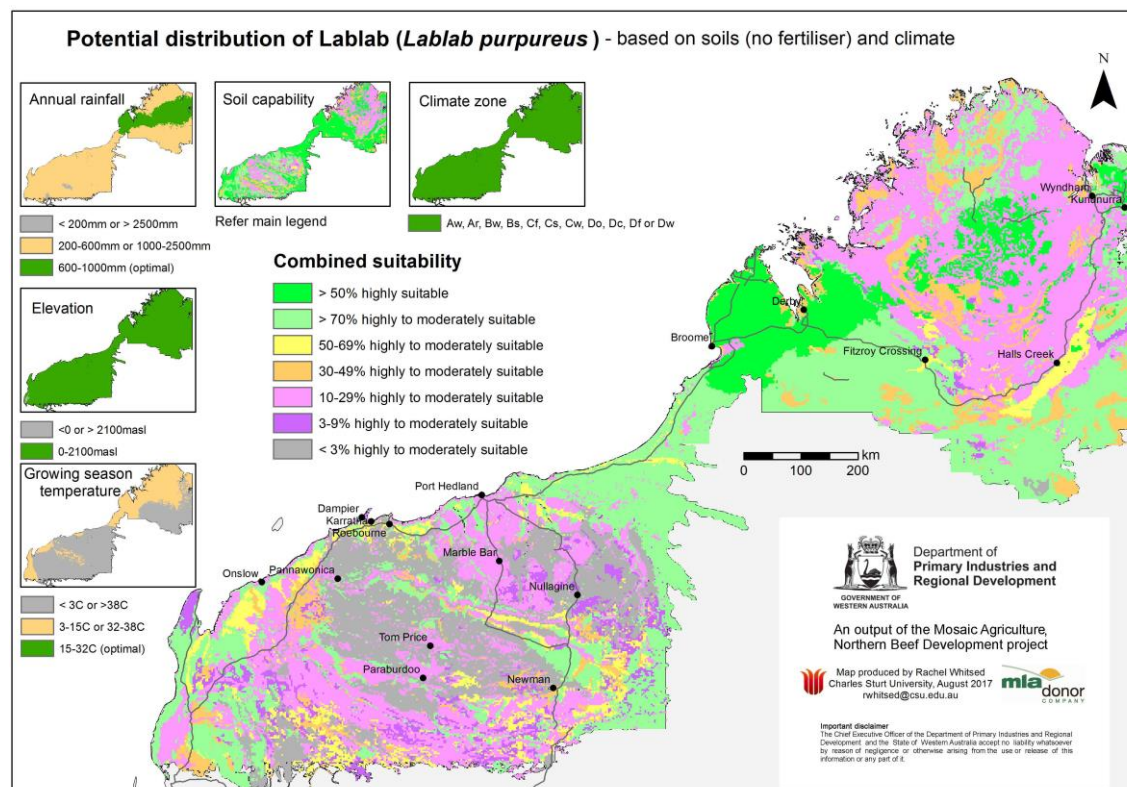 Potential distribution of Lablab (Lablab purpureus ) - based on soils (no fertiliser) and climate
Annual rainfall
< 200mm or > 2500mm
200-600mm or 1000-2500mm
600-1000mm (optimal)
Soil capability
Refer main legend
Climate zone
Aw, Ar, Bw, Bs, Cf, Cs, Cw, Do, Dc, Df or Dw
Elevation
<0 or > 2100masl
0-2100masl
Growing season
temperature
< 3C or >38C
3-15C or 32-38C
15-32C (optimal)
Combined suitability
> 50% highly suitable
> 70% highly to moderately suitable
50-69% highly to moderately suitable
30-49% highly to moderately suitable
10-29% highly to moderately suitable
3-9% highly to moderately suitable
< 3% highly to moderately suitable
N
Wyndham
Kununurra
Derby
Broome
Fitzroy Crossing
Halls Creek
0 100 200 km
Port Hedland
Dampier
Karratha
Roebourne
Marble Bar
Pannawonica
Onslow
Nullagine
Tom Price
Paraburdoo
Newman
GOVERNMENT OF
WESTERN AUSTRALIA
Department of
Primary Industries and
Regional Development
An output of the Mosaic Agriculture,
Northern Beef Development project
Map produced by Rachel Whitsed
Charles Sturt University, August 2017
rwhitsed@csu.edu.au
mla
donor
COMPANY
Important disclaimer
The Chief Executive Officer of the Department of Primary Industries and Regional
Development and the State of Western Australia accept no liability whatsoever
by reason of negligence or otherwise arising from the use or release of this
information or any part of it.